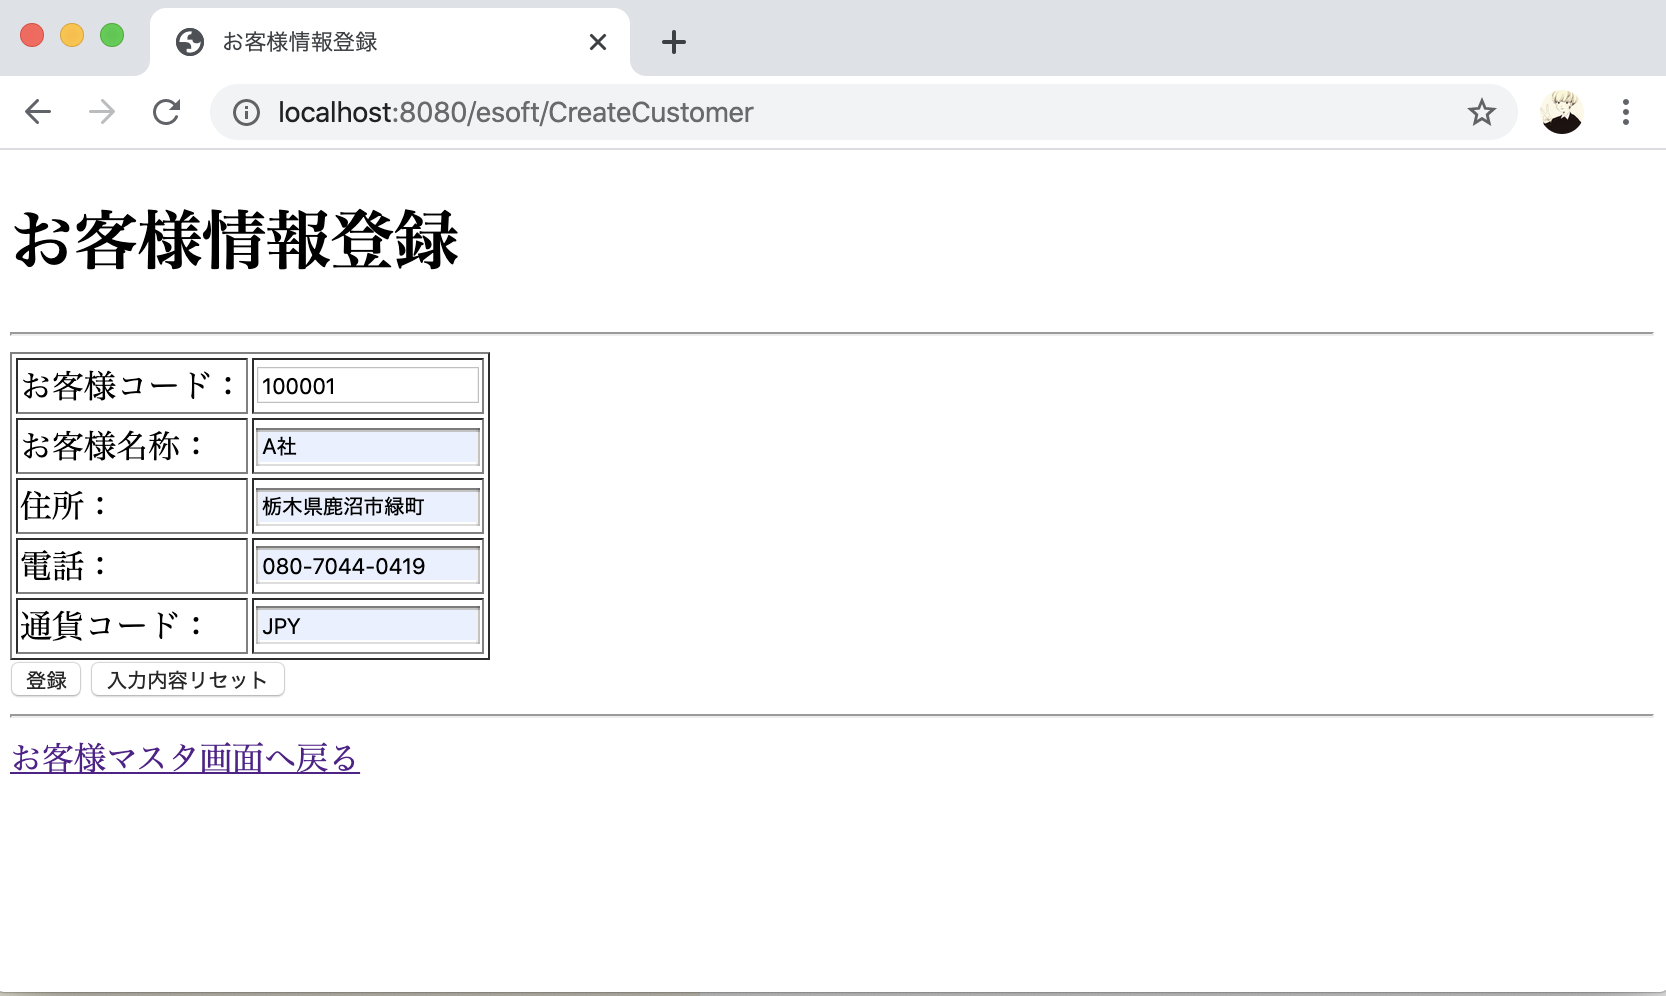 お客様情報登録
localhost:8080/esoft/CreateCustomer
お客様情報登録
お客様コード： 100001
お客様名称： A社
住所： 栃木県鹿沼市緑町
電話： 080-7044-0419
通貨コード： JPY
登録 入力内容リセット
お客様マスタ画面へ戻る